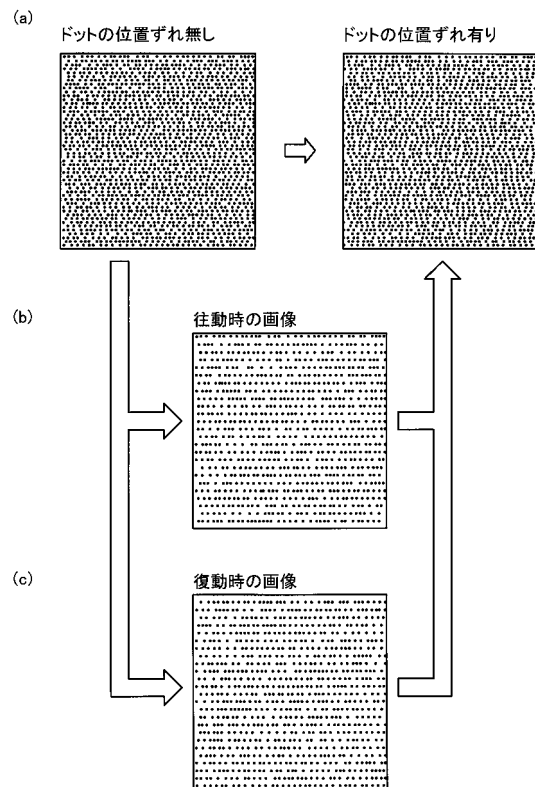 (a)
ドットの位置ずれ無し
ドットの位置ずれ有り
(b)
往動時の画像
(c)
復動時の画像